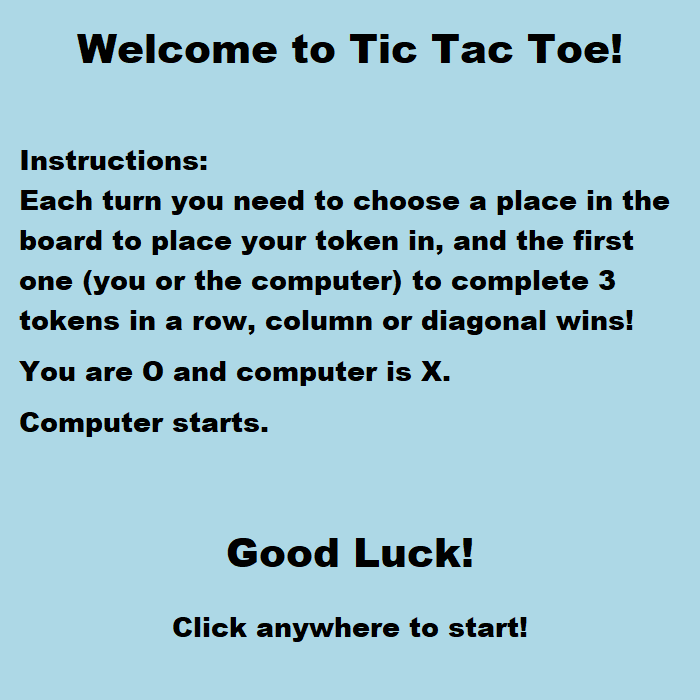 Welcome to Tic Tac Toe!
Instructions:
Each turn you need to choose a place in the
board to place your token in, and the first
one (you or the computer) to complete 3
tokens in a row, column or diagonal wins!
You are O and computer is X.
Computer starts.
Good Luck!
Click anywhere to start!